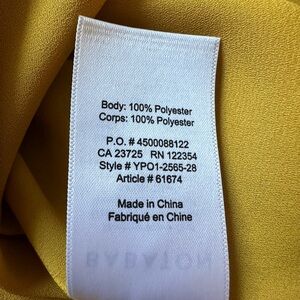 Body: 100% Polyester
Corps: 100% Polyester
P.O. # 4500088122
CA 23725 RN 122354
Style # YPO1-2565-28
Article # 61674
Made in China
Fabriqué en Chine
BABATON